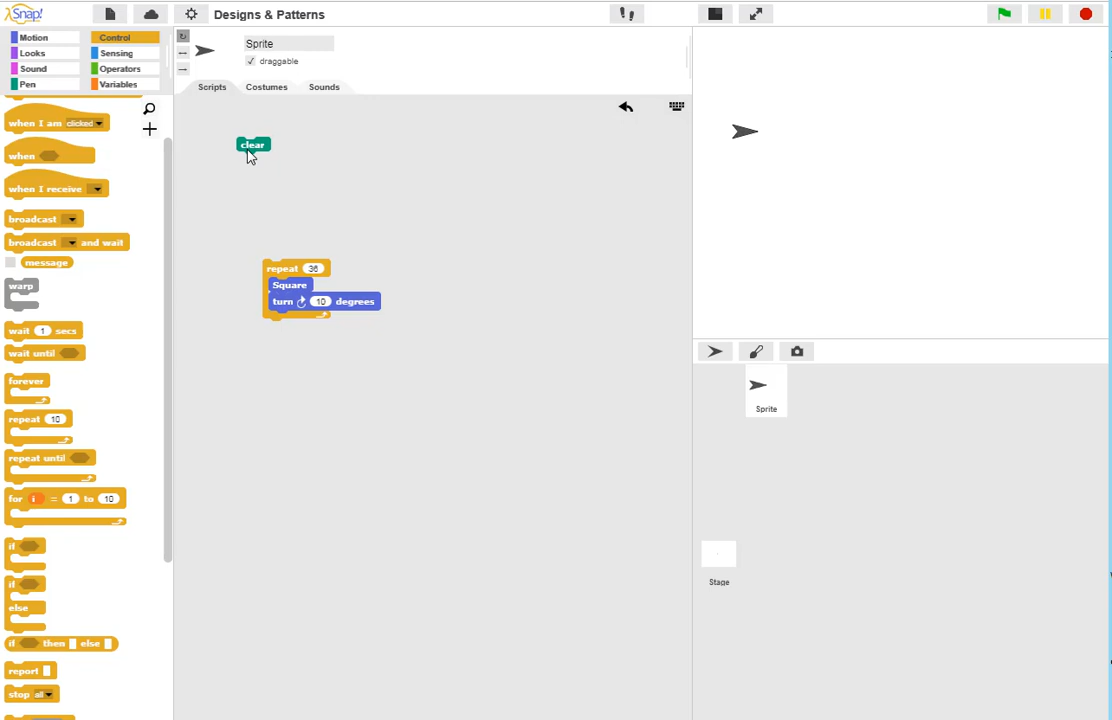 Snap!
Designs & Patterns
Motion
Control
Looks
Sensing
Sound
Operators
Pen
Variables
Sprite
draggable
Scripts
Costumes
Sounds
when I am clicked
when
when I receive
broadcast
broadcast and wait
message
warp
wait 1 secs
wait until
forever
repeat 10
repeat until
for i = 1 to 10
if
if
else
if then else
report
stop all
clear
repeat 36
Square
turn 10 degrees
Sprite
Stage